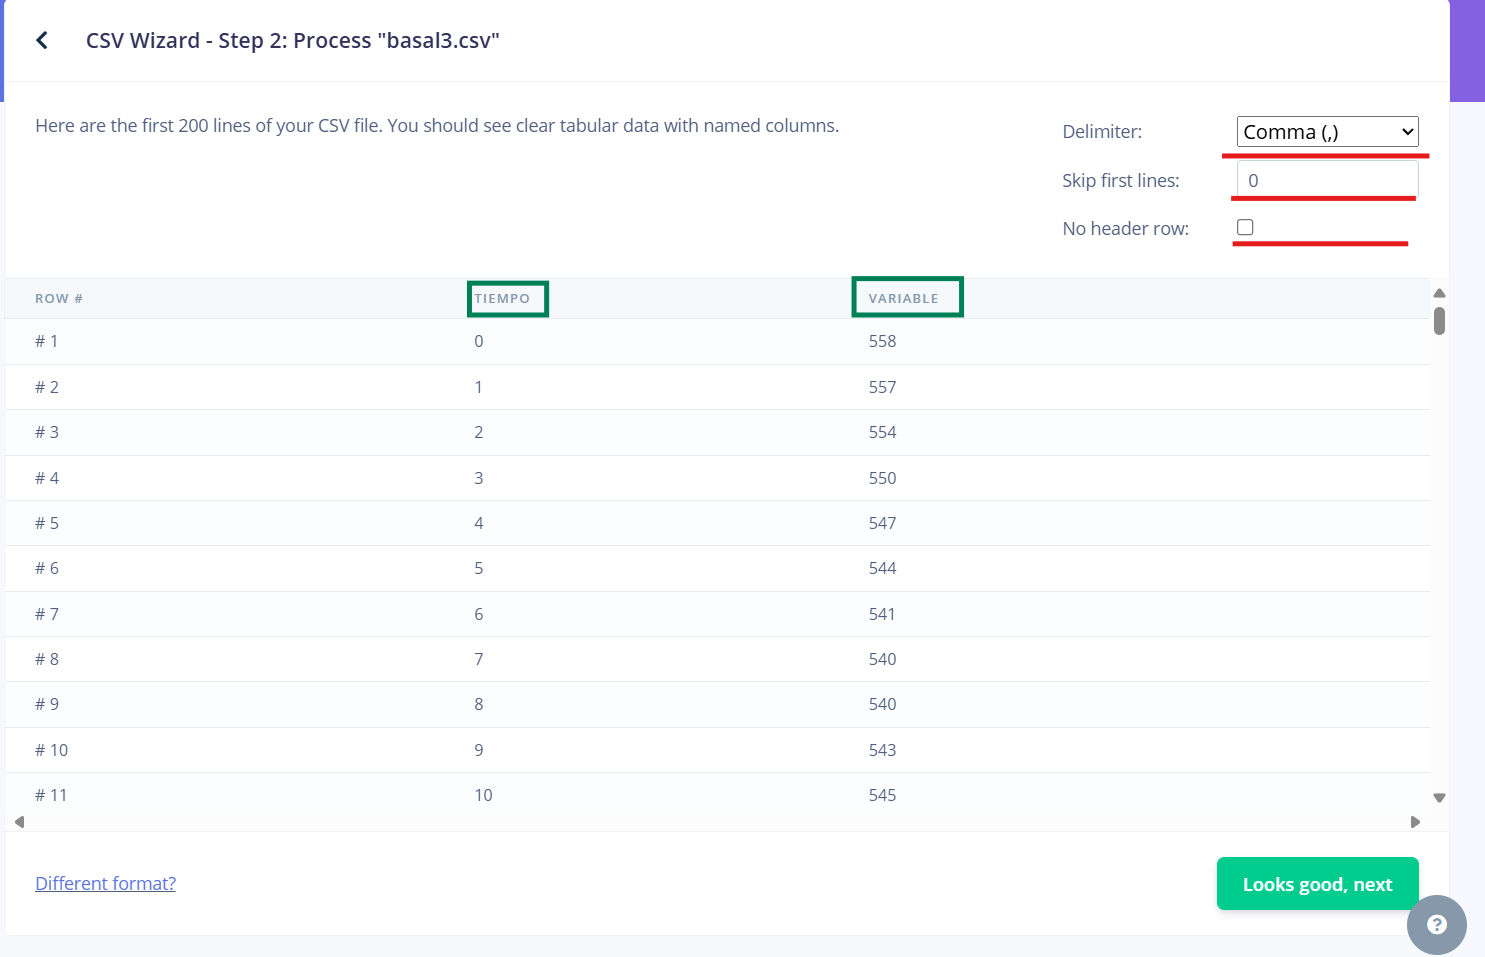 CSV Wizard - Step 2: Process "basal3.csv"
Here are the first 200 lines of your CSV file. You should see clear tabular data with named columns.
Delimiter: Comma (,)
Skip first lines: 0
No header row:
ROW # TIEMPO VARIABLE
# 1 0 558
# 2 1 557
# 3 2 554
# 4 3 550
# 5 4 547
# 6 5 544
# 7 6 541
# 8 7 540
# 9 8 540
# 10 9 543
# 11 10 545
Different format?
Looks good, next
?